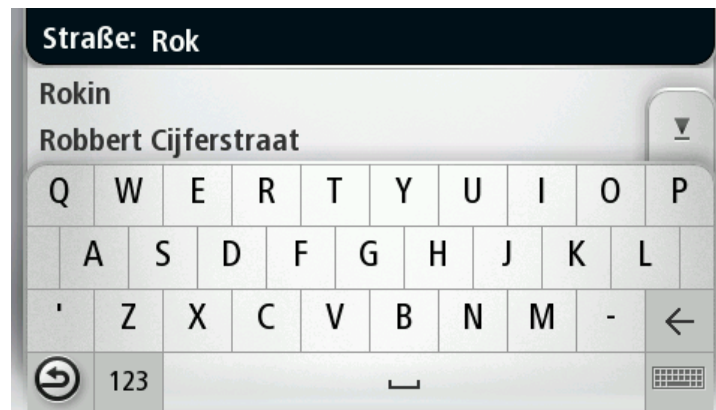 Straße: Rok
Rokin
Robbert Cijferstraat
Q W E R T Y U I O P
A S D F G H J K L
' Z X C V B N M -
123